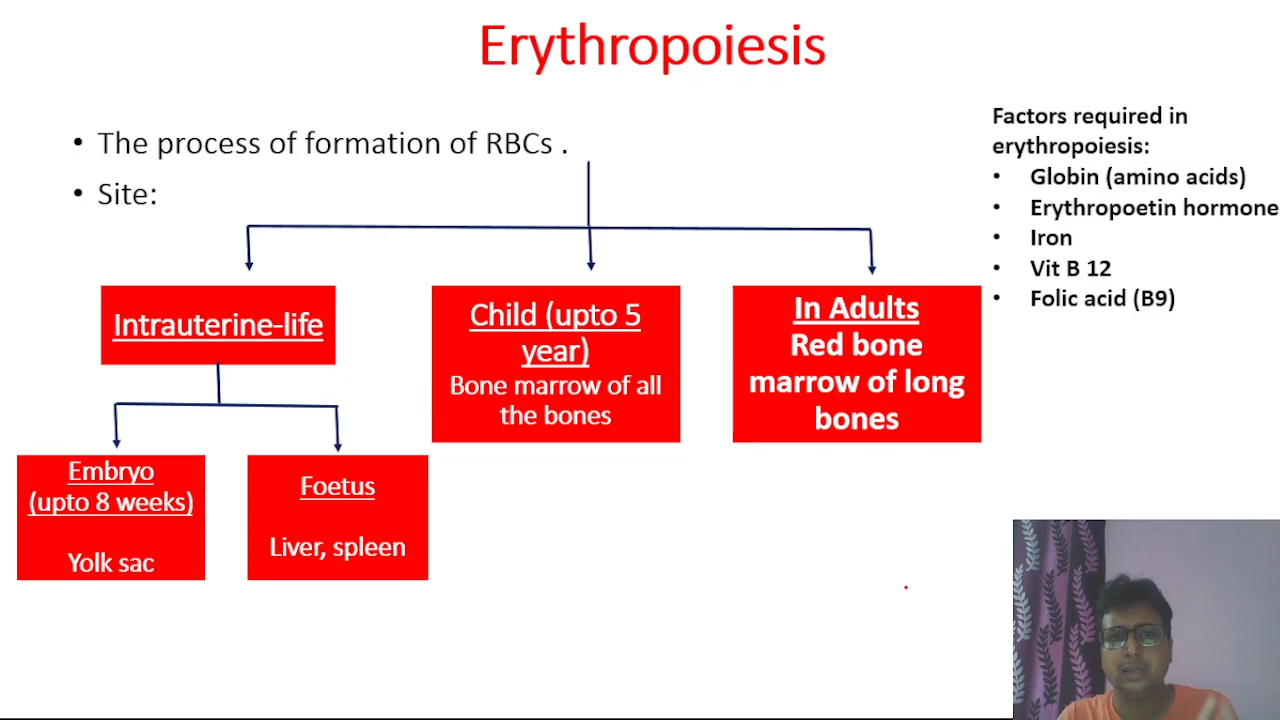 Erythropoiesis
• The process of formation of RBCs .
• Site:
Factors required in
erythropoiesis:
• Globin (amino acids)
• Erythropoetin hormone
• Iron
• Vit B 12
• Folic acid (B9)
Intrauterine-life
Child (upto 5
year)
Bone marrow of all
the bones
In Adults
Red bone
marrow of long
bones
Embryo
(upto 8 weeks)
Yolk sac
Foetus
Liver, spleen